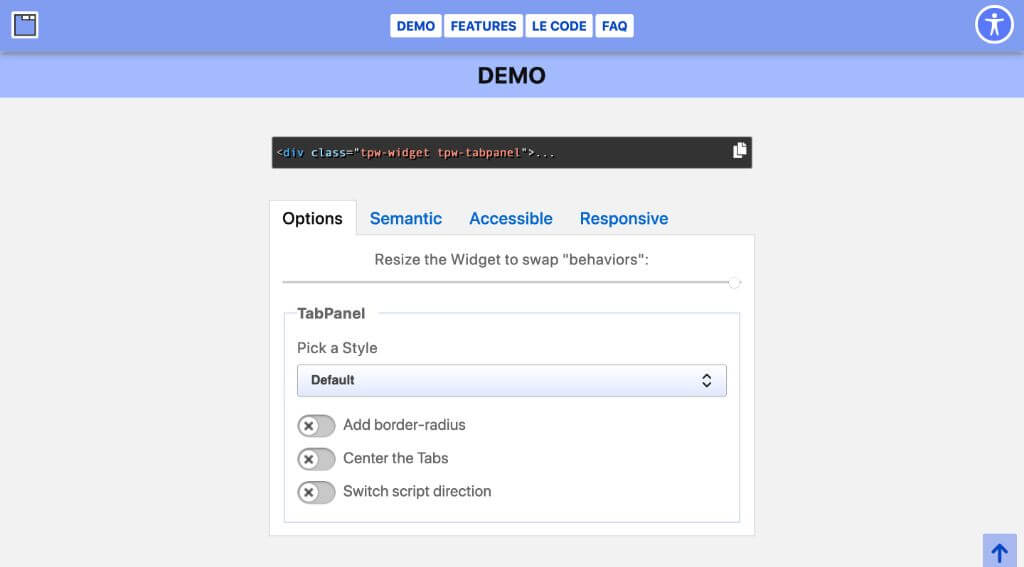 DEMO FEATURES LE CODE FAQ
DEMO
<div class="tpw-widget tpw-tabpanel">...
Options Semantic Accessible Responsive
Resize the Widget to swap "behaviors":
TabPanel
Pick a Style
Default
Add border-radius
Center the Tabs
Switch script direction